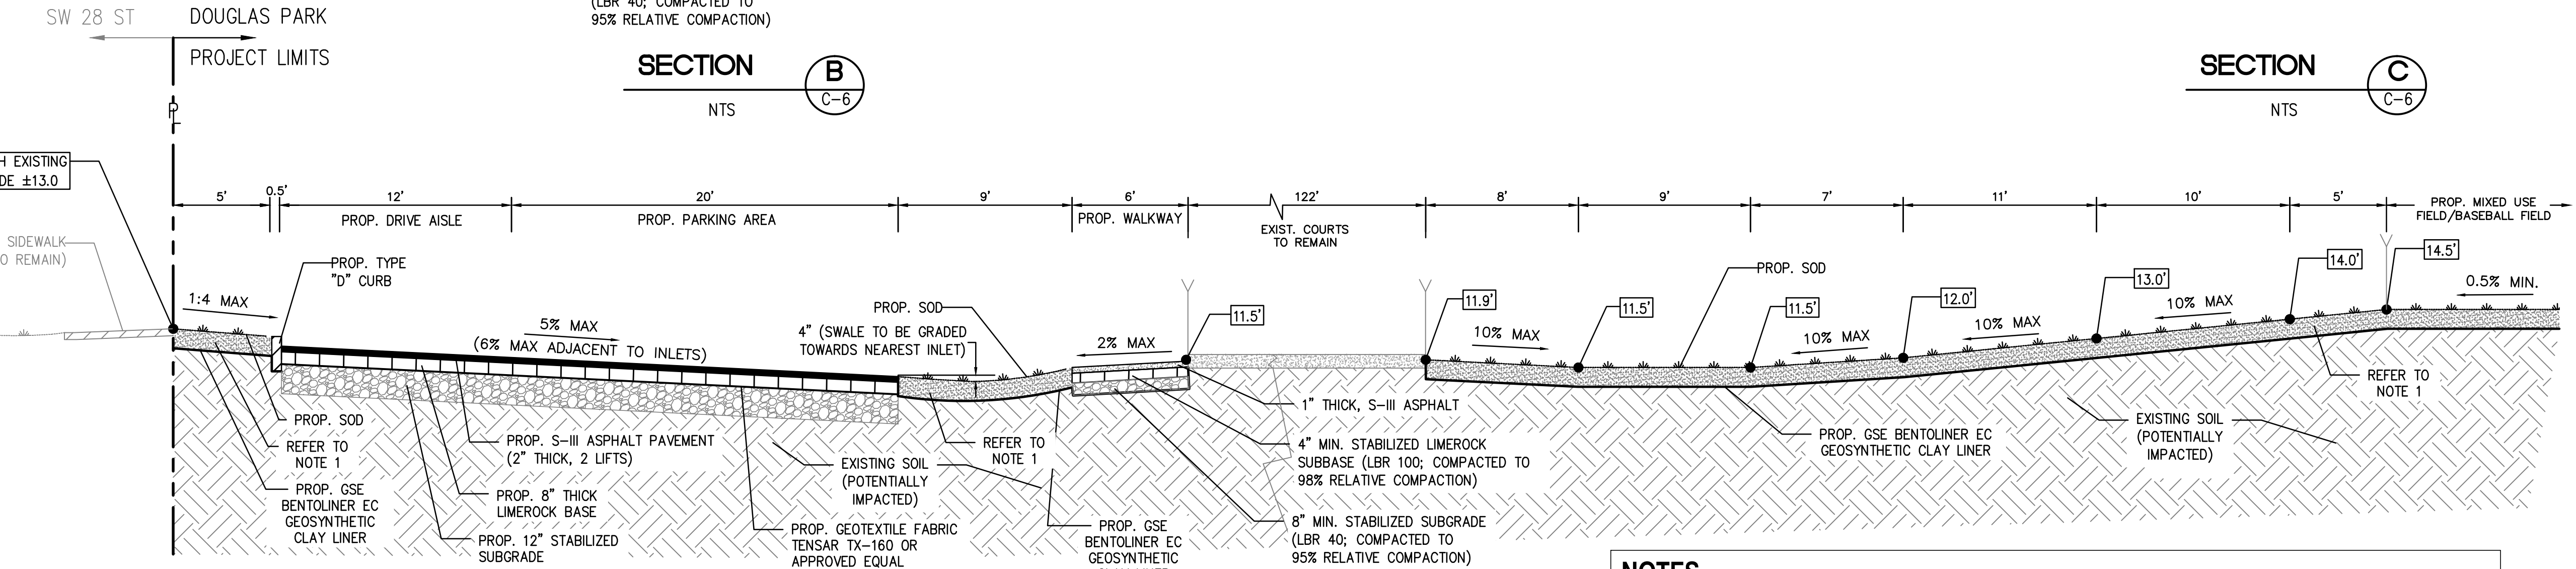 SW 28 ST
DOUGLAS PARK
PROJECT LIMITS
(LBR 40; COMPACTED TO
95% RELATIVE COMPACTION)
SECTION
B
C-6
NTS
SECTION
C
C-6
NTS
PL
H EXISTING
DE ±13.0
5'
0.5'
12'
20'
9'
6'
122'
8'
9'
7'
11'
10'
5'
PROP. DRIVE AISLE
PROP. PARKING AREA
PROP. WALKWAY
EXIST. COURTS
TO REMAIN
PROP. MIXED USE
FIELD/BASEBALL FIELD
SIDEWALK
O REMAIN)
PROP. TYPE
"D" CURB
1:4 MAX
5% MAX
(6% MAX ADJACENT TO INLETS)
PROP. SOD
4" (SWALE TO BE GRADED
TOWARDS NEAREST INLET)
2% MAX
11.5'
11.9'
10% MAX
11.5'
PROP. SOD
11.5'
10% MAX
12.0'
10% MAX
13.0'
10% MAX
14.0'
14.5'
0.5% MIN.
PROP. SOD
REFER TO
NOTE 1
PROP. GSE
BENTOLINER EC
GEOSYNTHETIC
CLAY LINER
PROP. S-III ASPHALT PAVEMENT
(2" THICK, 2 LIFTS)
PROP. 8" THICK
LIMEROCK BASE
PROP. 12" STABILIZED
SUBGRADE
EXISTING SOIL
(POTENTIALLY
IMPACTED)
PROP. GEOTEXTILE FABRIC
TENSAR TX-160 OR
APPROVED EQUAL
REFER TO
NOTE 1
PROP. GSE
BENTOLINER EC
GEOSYNTHETIC
1" THICK, S-III ASPHALT
4" MIN. STABILIZED LIMEROCK
SUBBASE (LBR 100; COMPACTED TO
98% RELATIVE COMPACTION)
8" MIN. STABILIZED SUBGRADE
(LBR 40; COMPACTED TO
95% RELATIVE COMPACTION)
PROP. GSE BENTOLINER EC
GEOSYNTHETIC CLAY LINER
EXISTING SOIL
(POTENTIALLY
IMPACTED)
REFER TO
NOTE 1
NOTES